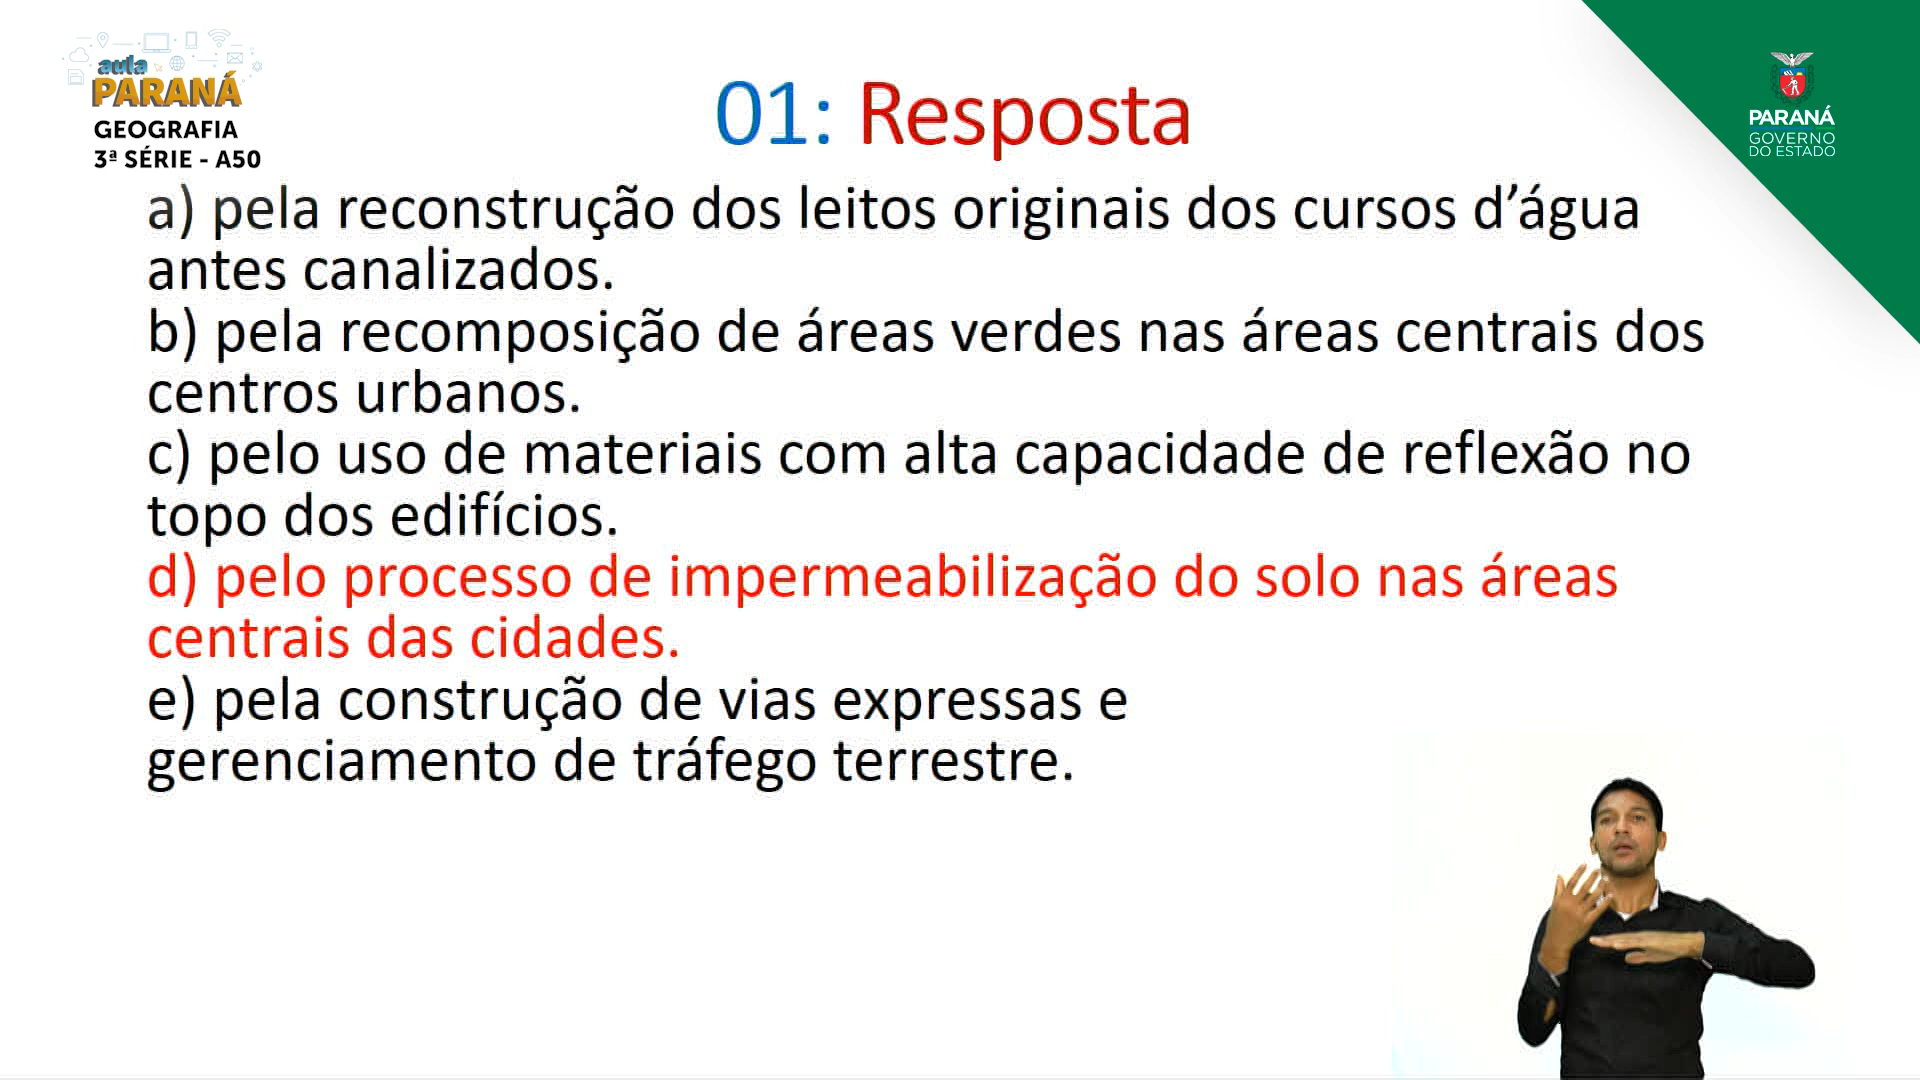 aula
PARANÁ
GEOGRAFIA
3ª SÉRIE - A50
01: Resposta
PARANÁ
GOVERNO
DO ESTADO
a) pela reconstrução dos leitos originais dos cursos d’água
antes canalizados.
b) pela recomposição de áreas verdes nas áreas centrais dos
centros urbanos.
c) pelo uso de materiais com alta capacidade de reflexão no
topo dos edifícios.
d) pelo processo de impermeabilização do solo nas áreas
centrais das cidades.
e) pela construção de vias expressas e
gerenciamento de tráfego terrestre.